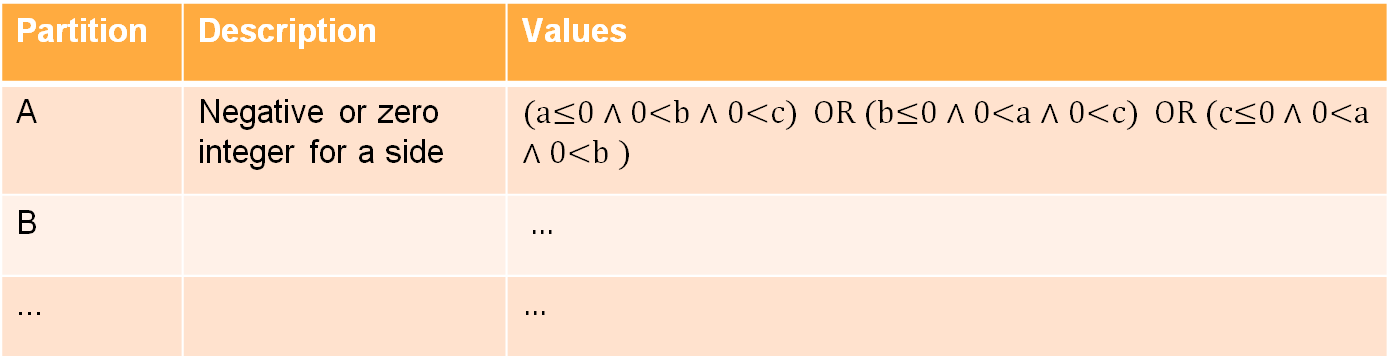 Partition Description Values
A Negative or zero (a≤0 ∧ 0<b ∧ 0<c) OR (b≤0 ∧ 0<a ∧ 0<c) OR (c≤0 ∧ 0<a
integer for a side ∧ 0<b )
B ...
... ...